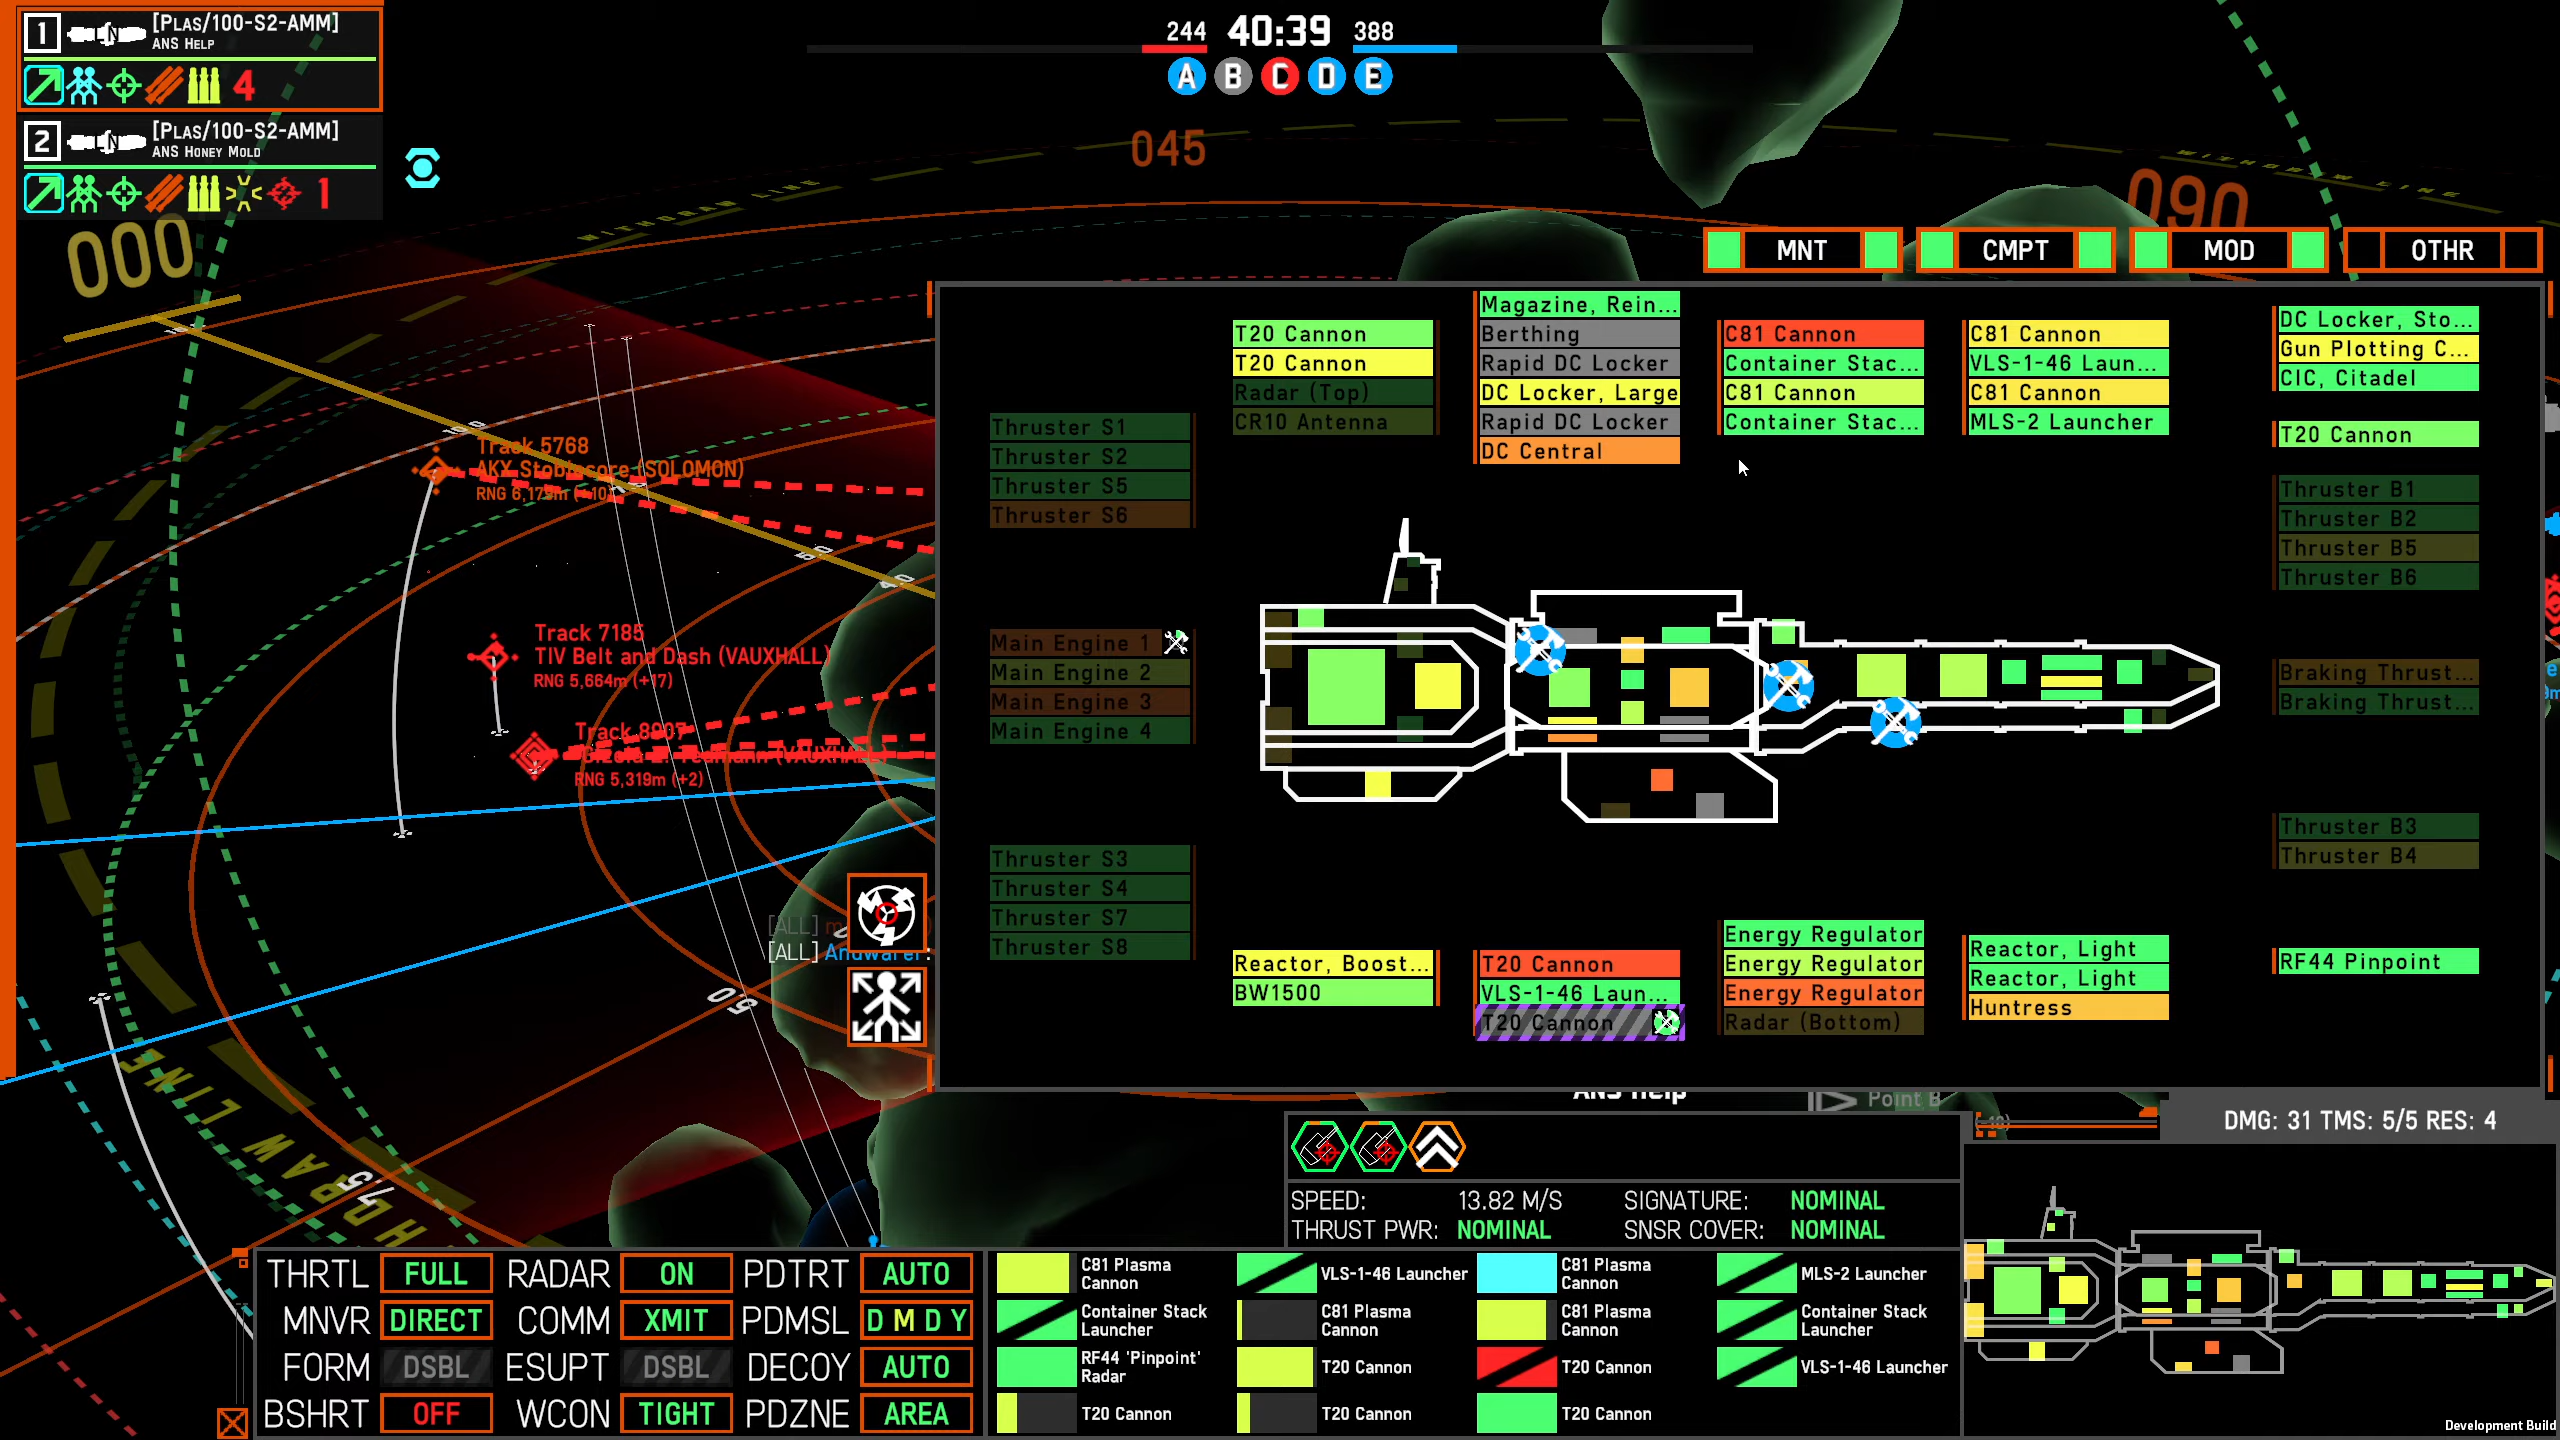 1 [Plas/100-S2-AMM]
ANS Help
4
2 [Plas/100-S2-AMM]
ANS Honey Mold
1
244 40:39 388
A B C D E
000
045
090
MNT CMPT MOD OTHR
Track 5768
RNG 6,175m (+10)
Track 7185
TIV Belt and Dash (VAUXHALL)
RNG 5,664m (+17)
Track 8907
(VAUXHALL)
RNG 5,319m (+2)
50
75
[ALL]
[ALL] Andwarer:
Thruster S1
Thruster S2
Thruster S5
Thruster S6
Main Engine 1
Main Engine 2
Main Engine 3
Main Engine 4
Thruster S3
Thruster S4
Thruster S7
Thruster S8
T20 Cannon
T20 Cannon
Radar (Top)
CR10 Antenna
Magazine, Rein...
Berthing
Rapid DC Locker
DC Locker, Large
Rapid DC Locker
DC Central
C81 Cannon
Container Stac...
C81 Cannon
Container Stac...
C81 Cannon
VLS-1-46 Laun...
C81 Cannon
MLS-2 Launcher
DC Locker, Sto...
Gun Plotting C...
CIC, Citadel
T20 Cannon
Thruster B1
Thruster B2
Thruster B5
Thruster B6
Braking Thrust...
Braking Thrust...
Thruster B3
Thruster B4
RF44 Pinpoint
Reactor, Boost...
BW1500
T20 Cannon
VLS-1-46 Laun...
T20 Cannon
Energy Regulator
Energy Regulator
Energy Regulator
Radar (Bottom)
Reactor, Light
Reactor, Light
Huntress
ANS Help
Point B
DMG: 31 TMS: 5/5 RES: 4
SPEED: 13.82 M/S SIGNATURE: NOMINAL
THRUST PWR: NOMINAL SNSR COVER: NOMINAL
THRTL FULL RADAR ON PDTRT AUTO
MNVR DIRECT COMM XMIT PDMSL D M D Y
FORM DSBL ESUPT DSBL DECOY AUTO
BSHRT OFF WCON TIGHT PDZNE AREA
C81 Plasma Cannon
VLS-1-46 Launcher
C81 Plasma Cannon
MLS-2 Launcher
Container Stack Launcher
C81 Plasma Cannon
C81 Plasma Cannon
Container Stack Launcher
RF44 'Pinpoint' Radar
T20 Cannon
T20 Cannon
VLS-1-46 Launcher
T20 Cannon
T20 Cannon
T20 Cannon
Development Build